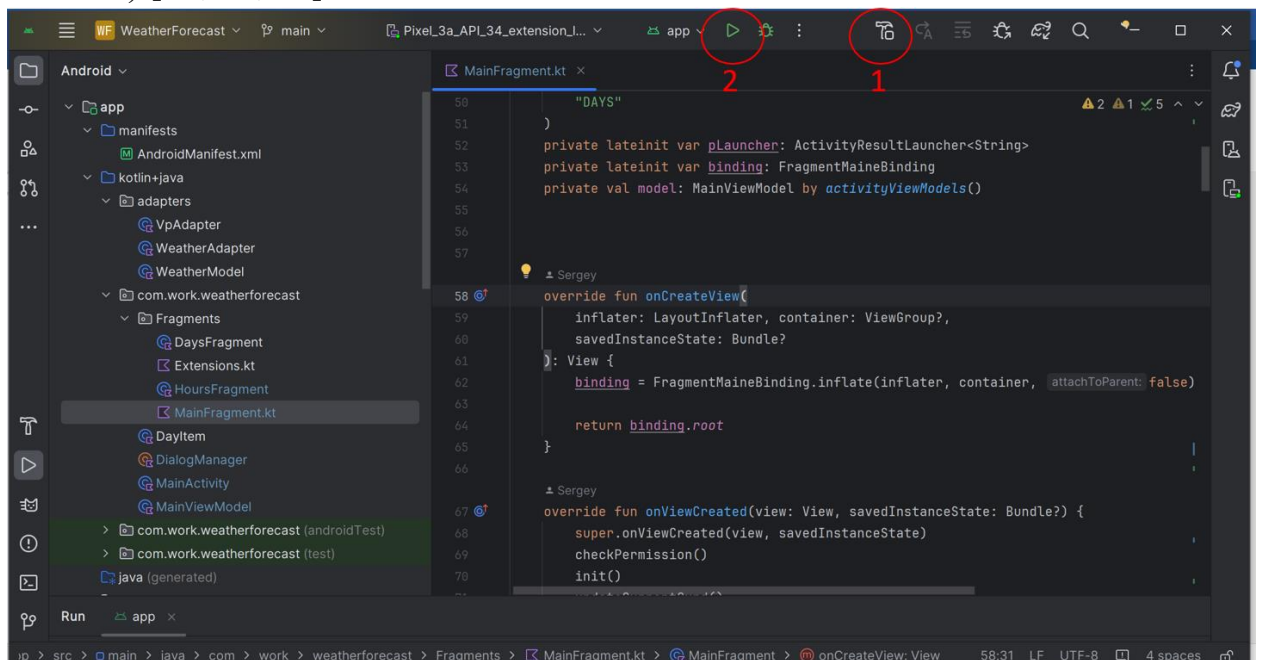 WF WeatherForecast main Pixel_3a_API_34_extension_l... app
2 1
Android
MainFragment.kt
app
manifests
AndroidManifest.xml
kotlin+java
adapters
VpAdapter
WeatherAdapter
WeatherModel
com.work.weatherforecast
Fragments
DaysFragment
Extensions.kt
HoursFragment
MainFragment.kt
DayItem
DialogManager
MainActivity
MainViewModel
com.work.weatherforecast (androidTest)
com.work.weatherforecast (test)
java (generated)
2 1 5
50 "DAYS"
51 )
52 private lateinit var pLauncher: ActivityResultLauncher<String>
53 private lateinit var binding: FragmentMaineBinding
54 private val model: MainViewModel by activityViewModels()
55
56
57
Sergey
58 override fun onCreateView(
59 inflater: LayoutInflater, container: ViewGroup?,
60 savedInstanceState: Bundle?
61 ): View {
62 binding = FragmentMaineBinding.inflate(inflater, container, attachToParent: false)
63
64 return binding.root
65 }
66
Sergey
67 override fun onViewCreated(view: View, savedInstanceState: Bundle?) {
68 super.onViewCreated(view, savedInstanceState)
69 checkPermission()
70 init()
Run app
src > main > java > com > work > weatherforecast > Fragments > MainFragment.kt > MainFragment > onCreateView: View 58:31 LF UTF-8 4 spaces